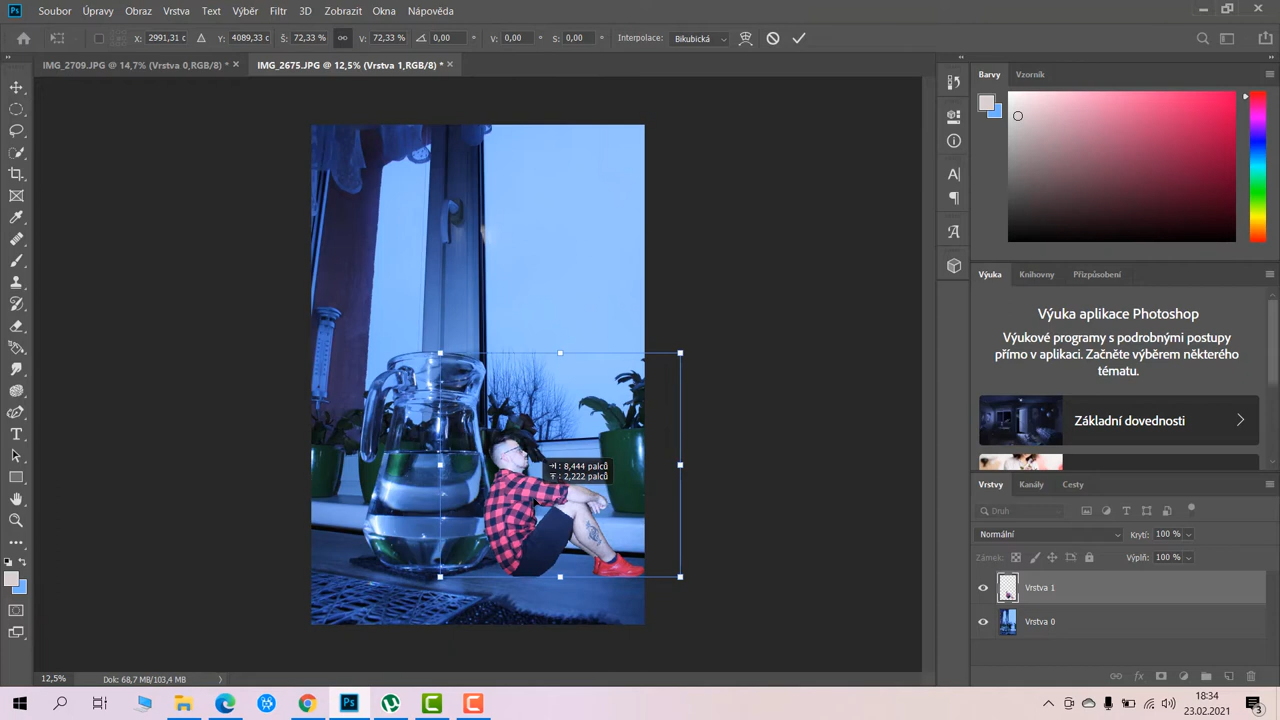 Ps Soubor Úpravy Obraz Vrstva Text Výběr Filtr 3D Zobrazit Okna Nápověda
X: 2991,31 c Y: 4089,33 c Š: 72,33 % V: 72,33 % 0,00 ° V: 0,00 ° S: 0,00 ° Interpolace: Bikubická
IMG_2709.JPG @ 14,7% (Vrstva 0,RGB/8) * × IMG_2675.JPG @ 12,5% (Vrstva 1,RGB/8) * ×
Barvy Vzorník
Výuka Knihovny Přizpůsobení
Výuka aplikace Photoshop
Výukové programy s podrobnými postupy
přímo v aplikaci. Začněte výběrem některého
tématu.
Základní dovednosti
8,444 palců
2,222 palců
Vrstvy Kanály Cesty
Druh
Normální Krytí: 100 %
Zámek: Výplň: 100 %
Vrstva 1
Vrstva 0
12,5% Dok: 68,7 MB/103,4 MB
Ps
18:34
23.02.2021
3